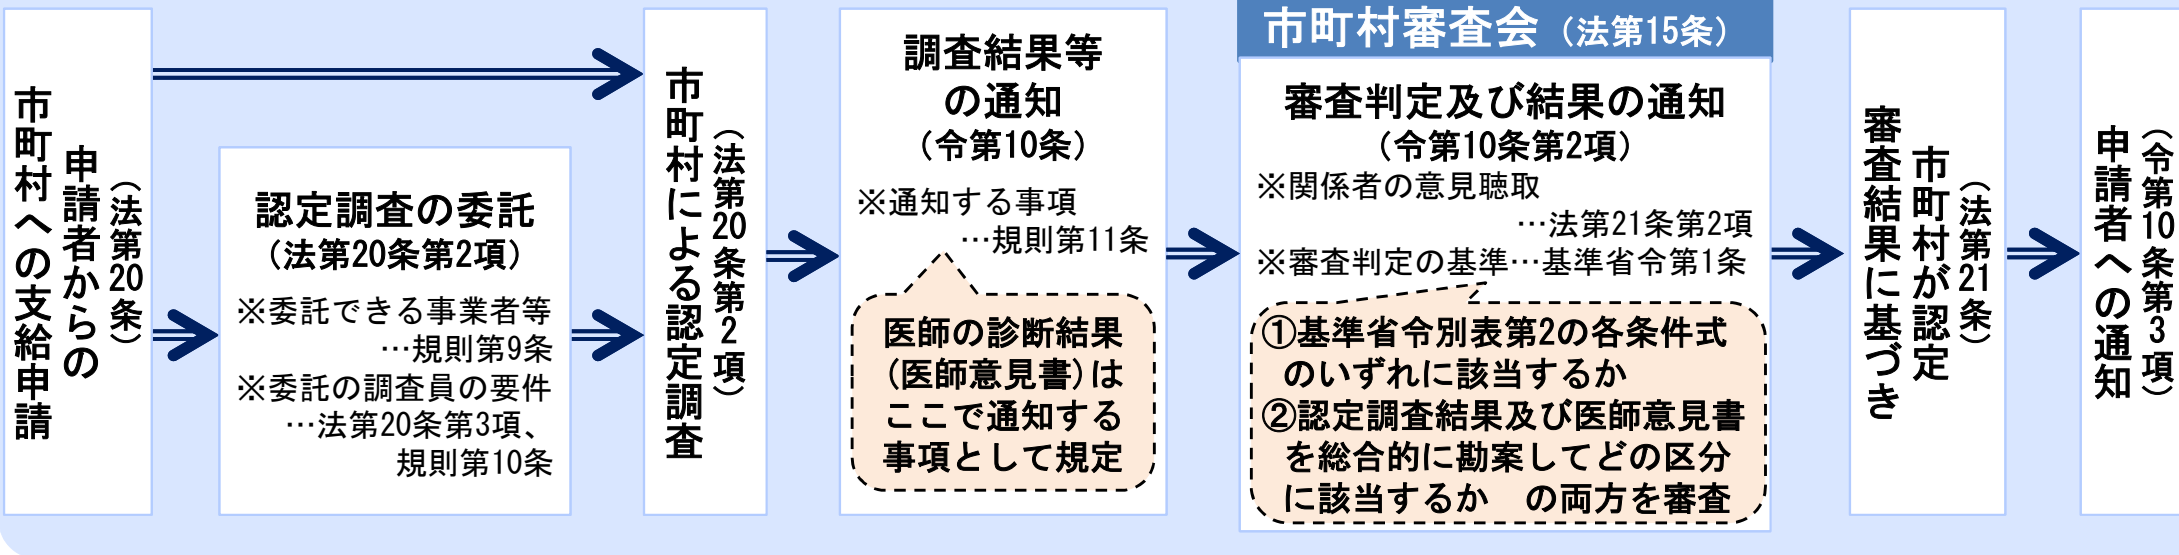 市町村への支給申請
申請者からの
（法第20条）
認定調査の委託
（法第20条第2項）
※委託できる事業者等
…規則第9条
※委託の調査員の要件
…法第20条第3項、
規則第10条
市町村による認定調査
（法第20条第2項）
調査結果等
の通知
（令第10条）
※通知する事項
…規則第11条
医師の診断結果
（医師意見書）は
ここで通知する
事項として規定
市町村審査会（法第15条）
審査判定及び結果の通知
（令第10条第2項）
※関係者の意見聴取
…法第21条第2項
※審査判定の基準…基準省令第1条
①基準省令別表第2の各条件式
のいずれに該当するか
②認定調査結果及び医師意見書
を総合的に勘案してどの区分
に該当するか　の両方を審査
審査結果に基づき
市町村が認定
（法第21条）
申請者への通知
（令第10条第3項）